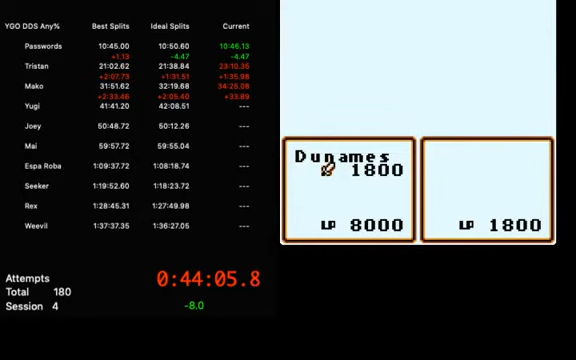 YGO DDS Any% Best Splits Ideal Splits Current
Passwords 10:45.00 10:50.60 10:46.13
+1.13 -4.47 -4.47
Tristan 21:02.62 21:38.84 23:10.35
+2:07.73 +1:31.51 +1:35.98
Mako 31:51.62 32:19.68 34:25.08
+2:33.46 +2:05.40 +33.89
Yugi 41:41.20 42:08.51 ---
Joey 50:48.72 50:12.26 ---
Mai 59:57.72 59:55.04 ---
Espa Roba 1:09:37.72 1:08:18.74 ---
Seeker 1:19:52.60 1:18:23.72 ---
Rex 1:28:45.31 1:27:49.98 ---
Weevil 1:37:37.35 1:36:27.05 ---
Attempts
Total 180
Session 4
0:44:05.8
-8.0
Dunames
1800
LP 8000
LP 1800